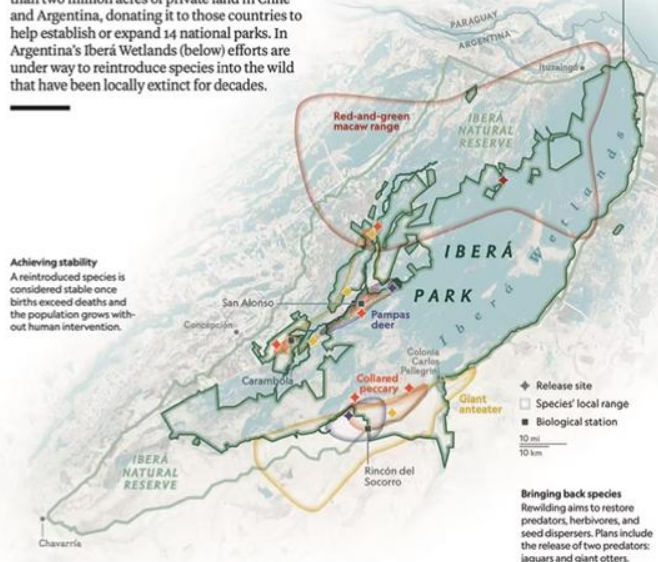 than two million acres of private land in Chile
and Argentina, donating it to those countries to
help establish or expand 14 national parks. In
Argentina's Iberá Wetlands (below) efforts are
under way to reintroduce species into the wild
that have been locally extinct for decades.
PARAGUAY
ARGENTINA
Ituzaingó
Red-and-green
macaw range
IBERÁ
NATURAL
RESERVE
Iberá Wetlands
IBERÁ
PARK
Achieving stability
A reintroduced species is
considered stable once
births exceed deaths and
the population grows with-
out human intervention.
San Alonso
Concepción
Pampas
deer
Carambola
Colonia
Carlos
Pellegrini
Collared
peccary
Giant
anteater
Release site
Species' local range
Biological station
10 mi
10 km
IBERÁ
NATURAL
RESERVE
Rincón del
Socorro
Chavarría
Bringing back species
Rewilding aims to restore
predators, herbivores, and
seed dispersers. Plans include
the release of two predators:
jaguars and giant otters.